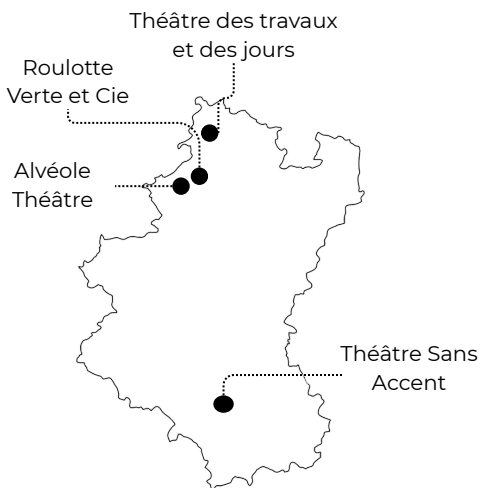 Théâtre des travaux
et des jours
Roulotte
Verte et Cie
Alvéole
Théâtre
Théâtre Sans
Accent